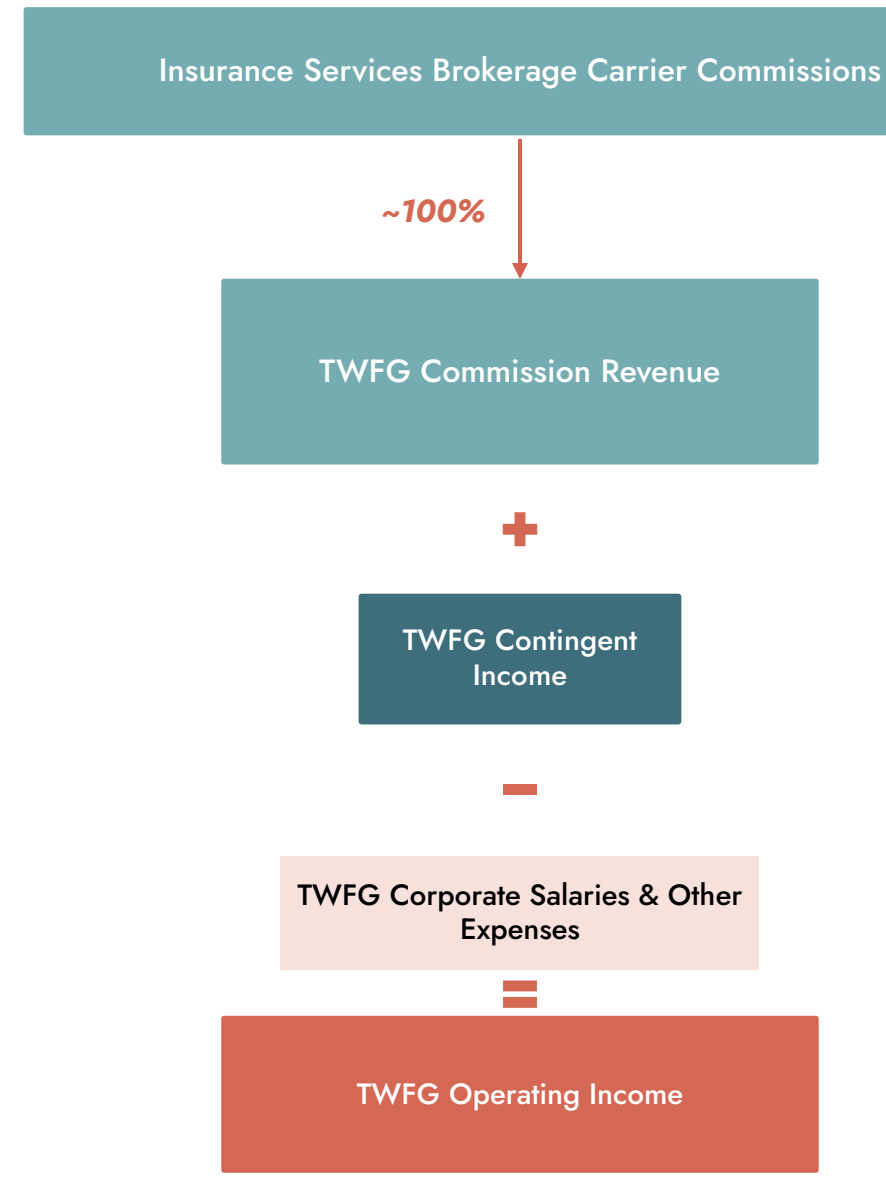 Insurance Services Brokerage Carrier Commissions
~100%
TWFG Commission Revenue
+
TWFG Contingent
Income
-
TWFG Corporate Salaries & Other
Expenses
=
TWFG Operating Income